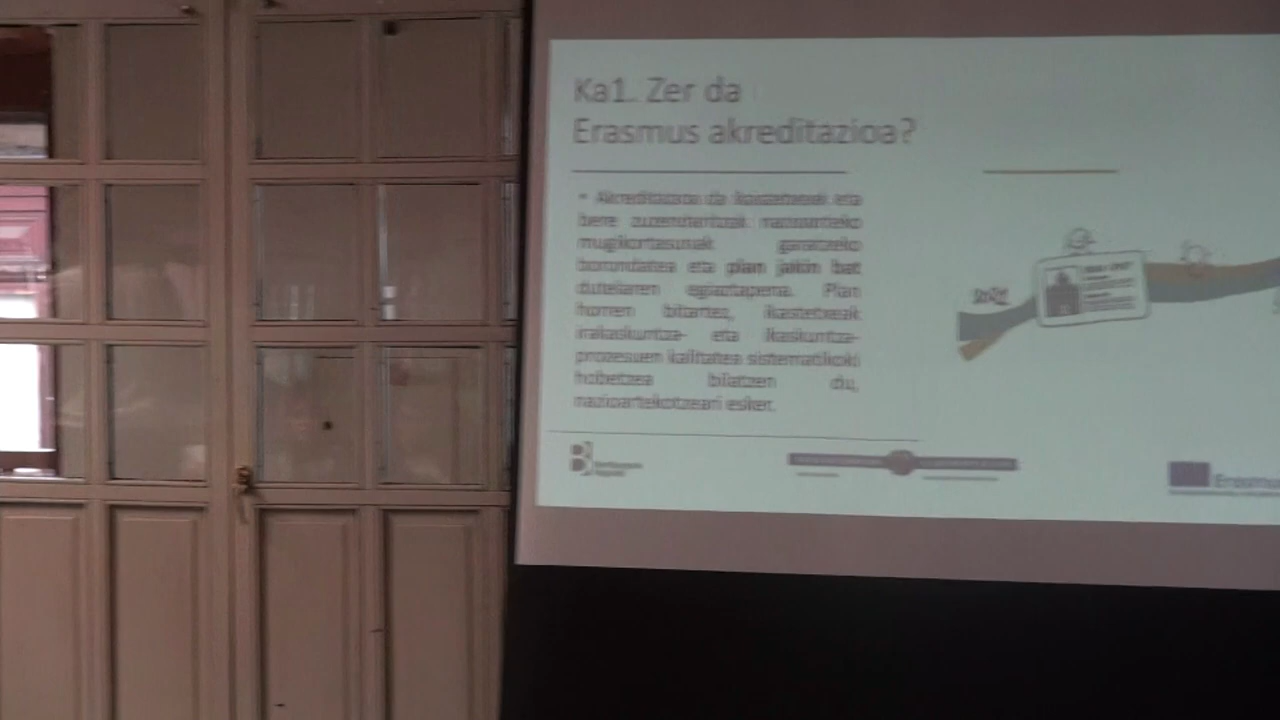 Ka1. Zer da
Erasmus akreditazioa?
• Akreditazioa da ikastetxeak eta
bere zuzendaritzak nazioarteko
mugikortasunak garatzeko
borondatea eta plan jakin bat
dutelaren egiaztapena. Plan
horren bitartez, ikastetxeak
irakaskuntza- eta ikaskuntza-
prozesuen kalitatea sistematikoki
hobetzea bilatzen du,
nazioartekotzeari esker.
Erasmus